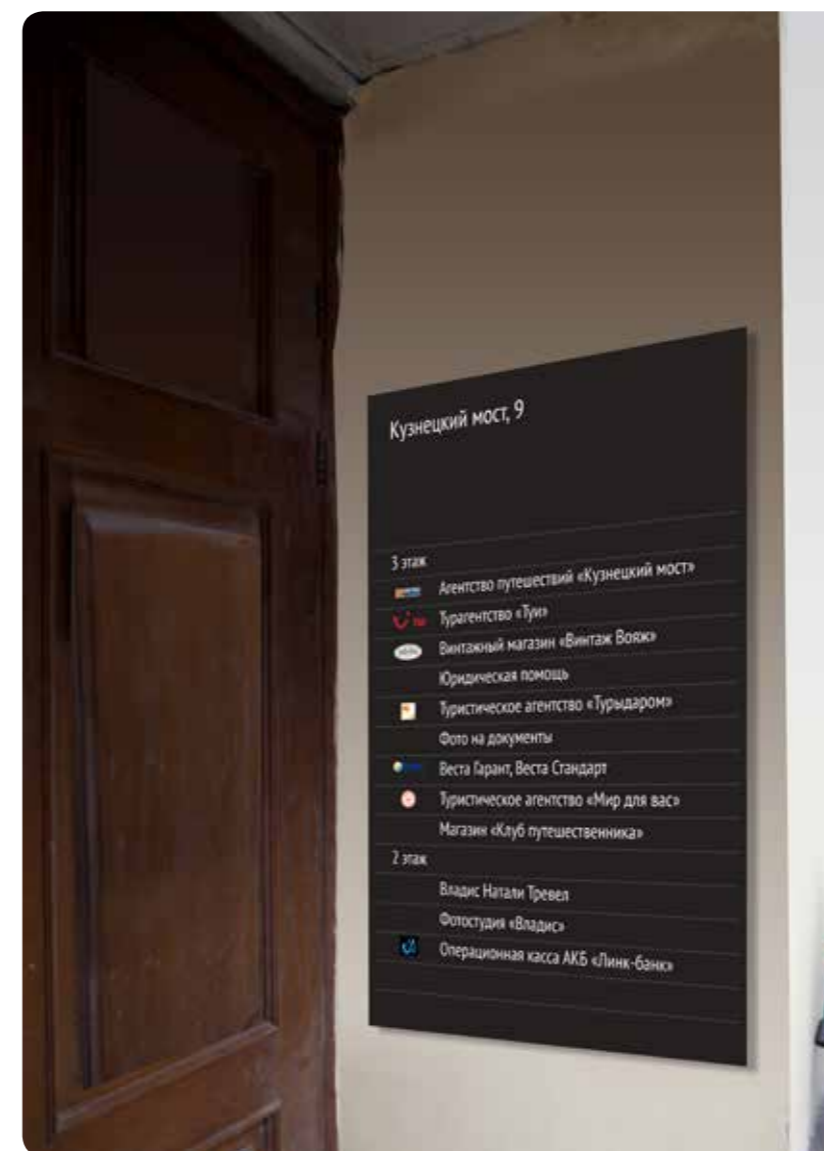 Кузнецкий мост, 9
3 этаж
Агентство путешествий «Кузнецкий мост»
Турагентство «Туи»
Винтажный магазин «Винтаж Вояж»
Юридическая помощь
Туристическое агентство «Турыдаром»
Фото на документы
Веста Гарант, Веста Стандарт
Туристическое агентство «Мир для вас»
Магазин «Клуб путешественника»
2 этаж
Владис Натали Тревел
Фотостудия «Владис»
Операционная касса АКБ «Линк-банк»